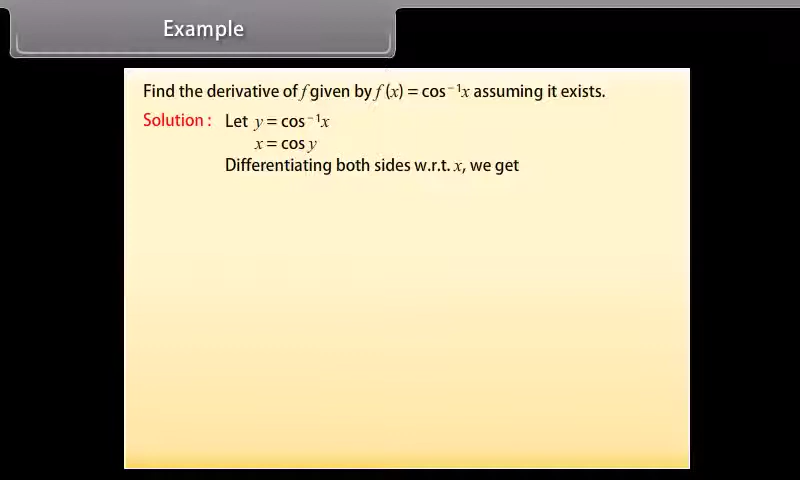 Example
Find the derivative of f given by f (x) = cos⁻¹x assuming it exists.
Solution : Let y = cos⁻¹x
x = cos y
Differentiating both sides w.r.t. x, we get